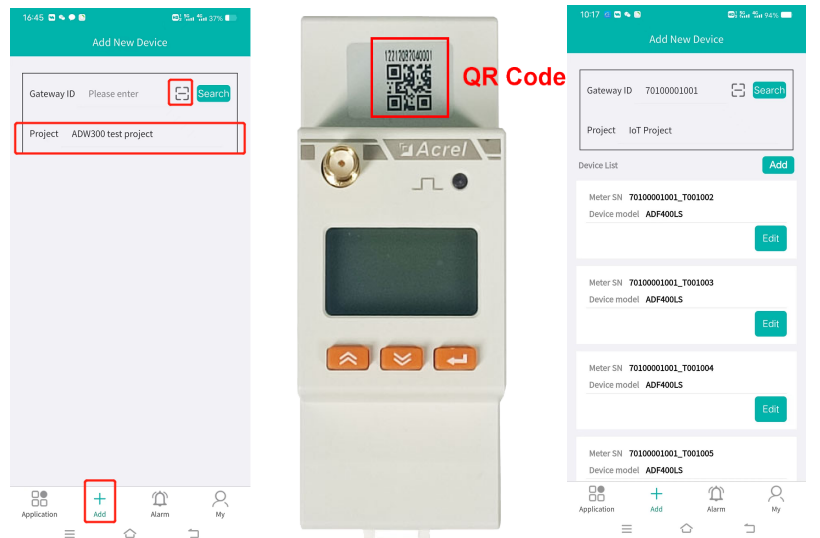 16:45
37%
Add New Device
Gateway ID Please enter Search
Project ADW300 test project
Application Add Alarm My
12212087040001
QR Code
Acrel
10:17
94%
Add New Device
Gateway ID 70100001001 Search
Project IoT Project
Device List Add
Meter SN 70100001001_T001002
Device model ADF400LS
Edit
Meter SN 70100001001_T001003
Device model ADF400LS
Edit
Meter SN 70100001001_T001004
Device model ADF400LS
Edit
Meter SN 70100001001_T001005
Device model ADF400LS
Application Add Alarm My